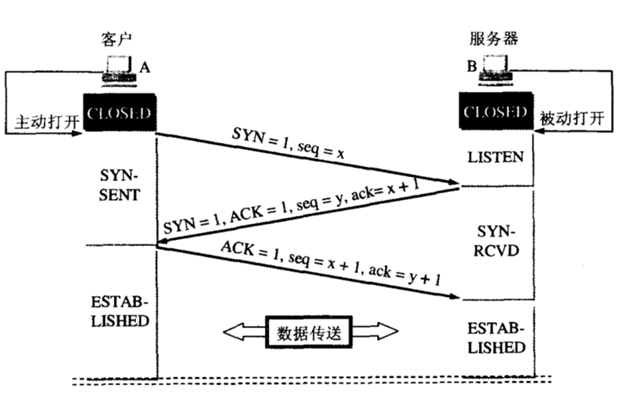 客户
服务器
A
B
CLOSED
CLOSED
主动打开
被动打开
SYN = 1, seq = x
LISTEN
SYN-
SENT
SYN = 1, ACK = 1, seq = y, ack= x + 1
SYN-
RCVD
ACK = 1, seq = x + 1, ack = y + 1
ESTAB-
LISHED
数据传送
ESTAB-
LISHED